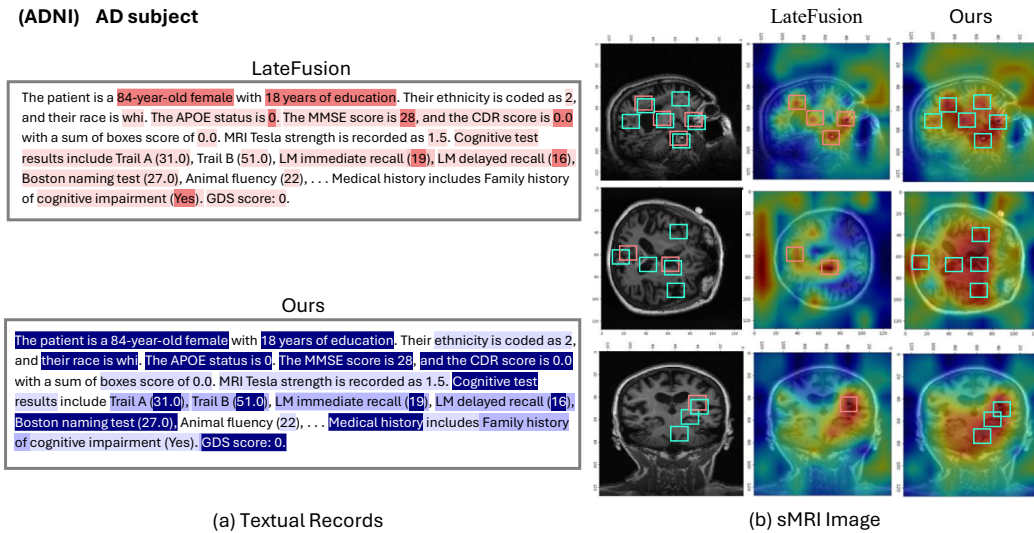 (ADNI) AD subject
LateFusion
The patient is a 84-year-old female with 18 years of education. Their ethnicity is coded as 2,
and their race is whi. The APOE status is 0. The MMSE score is 28, and the CDR score is 0.0
with a sum of boxes score of 0.0. MRI Tesla strength is recorded as 1.5. Cognitive test
results include Trail A (31.0), Trail B (51.0), LM immediate recall (19), LM delayed recall (16),
Boston naming test (27.0), Animal fluency (22), . . . Medical history includes Family history
of cognitive impairment (Yes). GDS score: 0.
Ours
The patient is a 84-year-old female with 18 years of education. Their ethnicity is coded as 2,
and their race is whi. The APOE status is 0. The MMSE score is 28, and the CDR score is 0.0
with a sum of boxes score of 0.0. MRI Tesla strength is recorded as 1.5. Cognitive test
results include Trail A (31.0), Trail B (51.0), LM immediate recall (19), LM delayed recall (16),
Boston naming test (27.0), Animal fluency (22), . . . Medical history includes Family history
of cognitive impairment (Yes). GDS score: 0.
(a) Textual Records
LateFusion
Ours
(b) sMRI Image